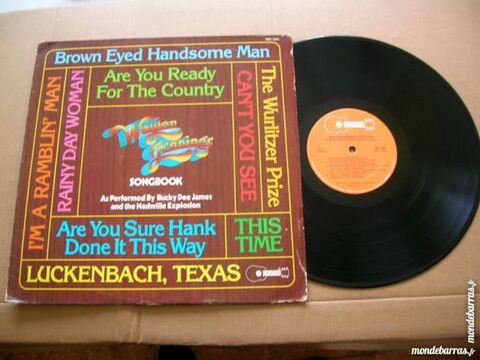 Brown Eyed Handsome Man
I'M A RAMBLIN' MAN
RAINY DAY WOMAN
Are You Ready
For The Country
CAN'T YOU SEE
The Wurlitzer Prize
Waylon
Jennings
SONGBOOK
As Performed By Bucky Dee James
and the Nashville Explosion
Are You Sure Hank
Done It This Way
THIS
TIME
LUCKENBACH, TEXAS
mondebarras.fr
mondebarras.fr